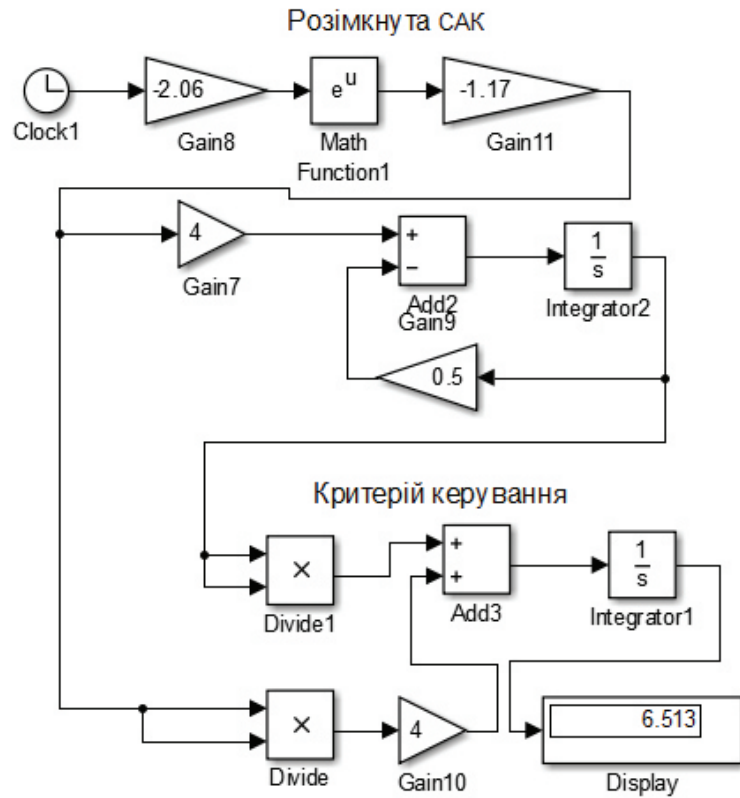 Розімкнута САК
-2.06
e^u
-1.17
Clock1
Gain8
Math
Function1
Gain11
4
+
−
1
s
Gain7
Add2
Gain9
Integrator2
0.5
Критерій керування
×
+
+
1
s
Divide1
Add3
Integrator1
×
4
6.513
Divide
Gain10
Display